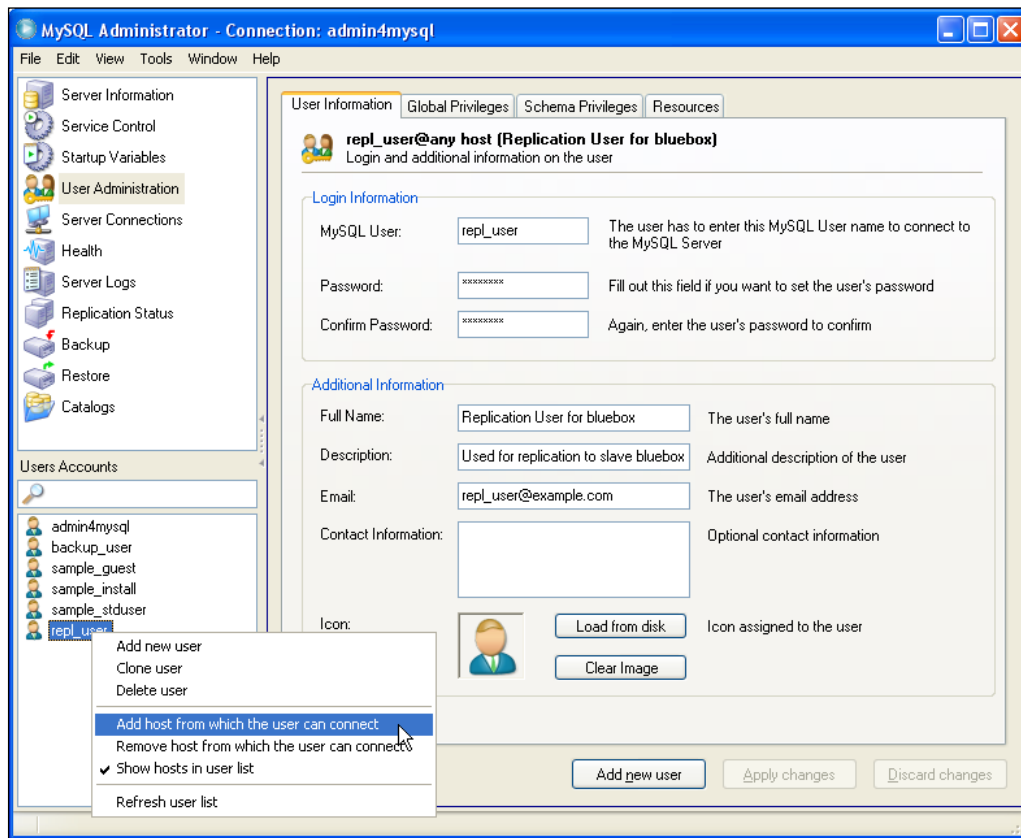 MySQL Administrator - Connection: admin4mysql
File Edit View Tools Window Help
Server Information
Service Control
Startup Variables
User Administration
Server Connections
Health
Server Logs
Replication Status
Backup
Restore
Catalogs
Users Accounts
admin4mysql
backup_user
sample_guest
sample_install
sample_stduser
repl_user
Add new user
Clone user
Delete user
Add host from which the user can connect
Remove host from which the user can connect
Show hosts in user list
Refresh user list
User Information Global Privileges Schema Privileges Resources
repl_user@any host (Replication User for bluebox)
Login and additional information on the user
Login Information
MySQL User: repl_user The user has to enter this MySQL User name to connect to
the MySQL Server
Password: xxxxxxxx Fill out this field if you want to set the user's password
Confirm Password: xxxxxxxx Again, enter the user's password to confirm
Additional Information
Full Name: Replication User for bluebox The user's full name
Description: Used for replication to slave bluebox Additional description of the user
Email: repl_user@example.com The user's email address
Contact Information: Optional contact information
Icon: Load from disk Icon assigned to the user
Clear Image
Add new user Apply changes Discard changes